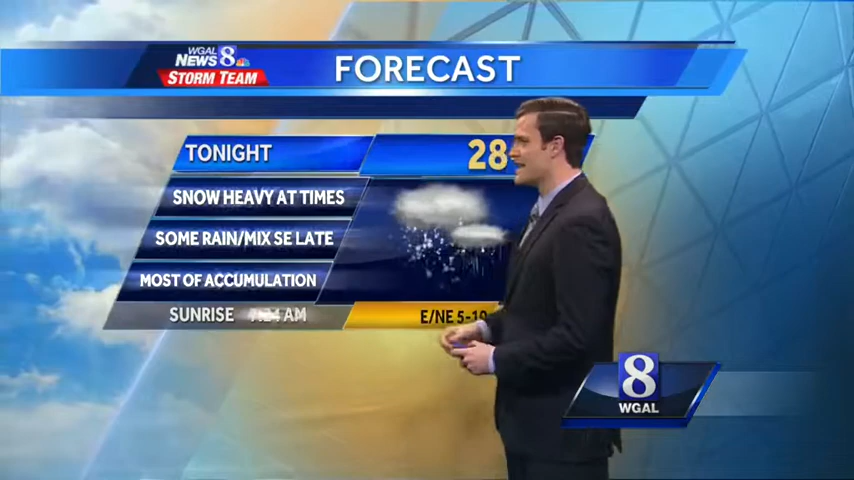 WGAL
NEWS 8
STORM TEAM
FORECAST
TONIGHT 28
SNOW HEAVY AT TIMES
SOME RAIN/MIX SE LATE
MOST OF ACCUMULATION
SUNRISE AM E/NE 5-10
8
WGAL